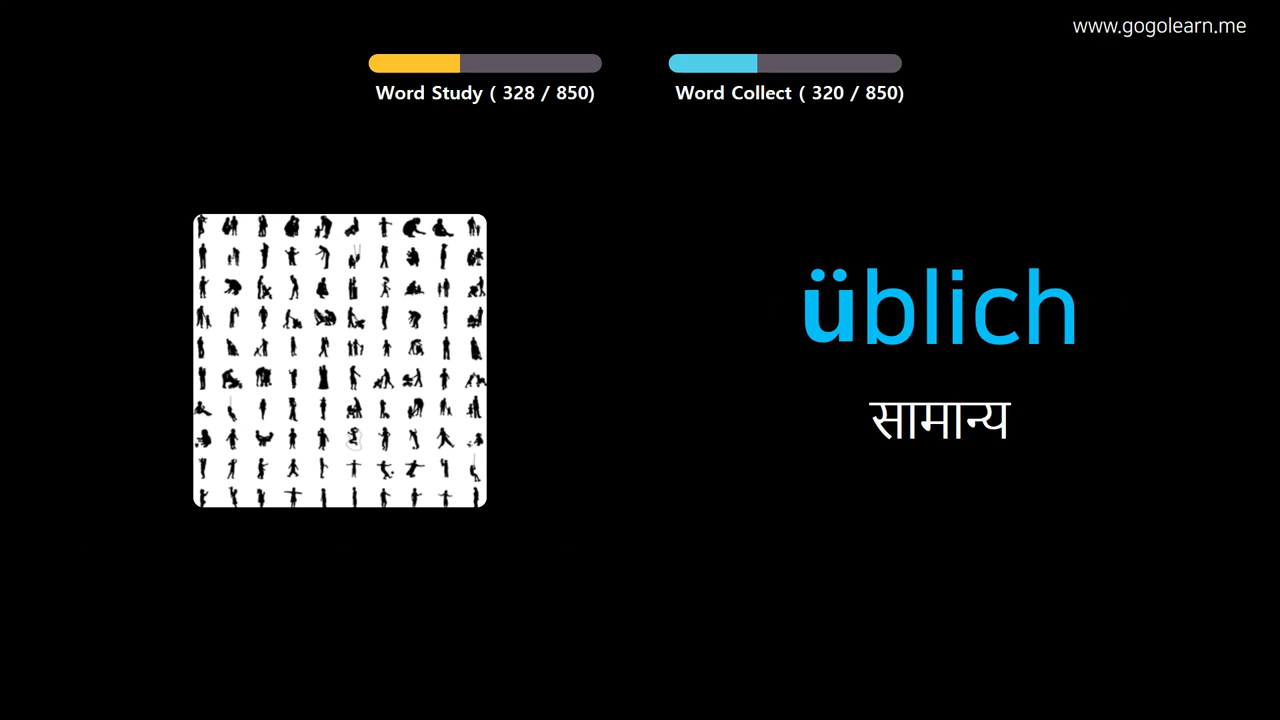 www.gogolearn.me
Word Study ( 328 / 850)
Word Collect ( 320 / 850)
üblich
सामान्य